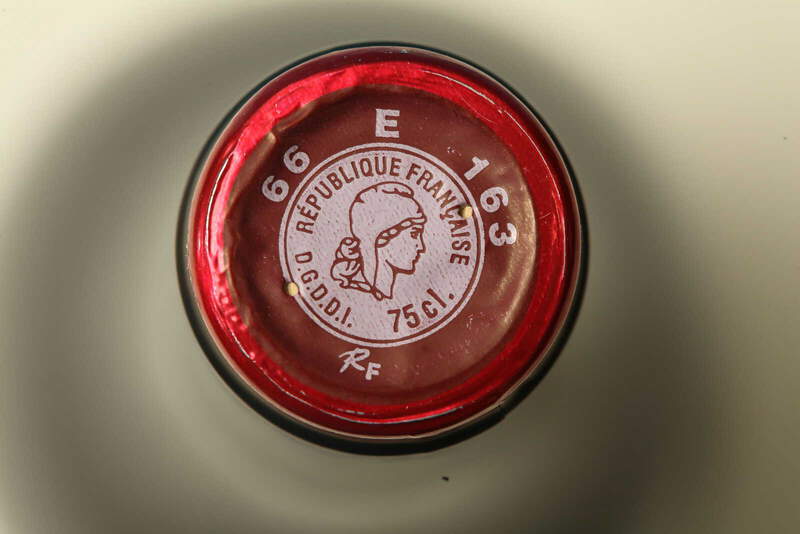 66 E 163
RÉPUBLIQUE FRANÇAISE
D.G.D.D.I. 75cl.
RF